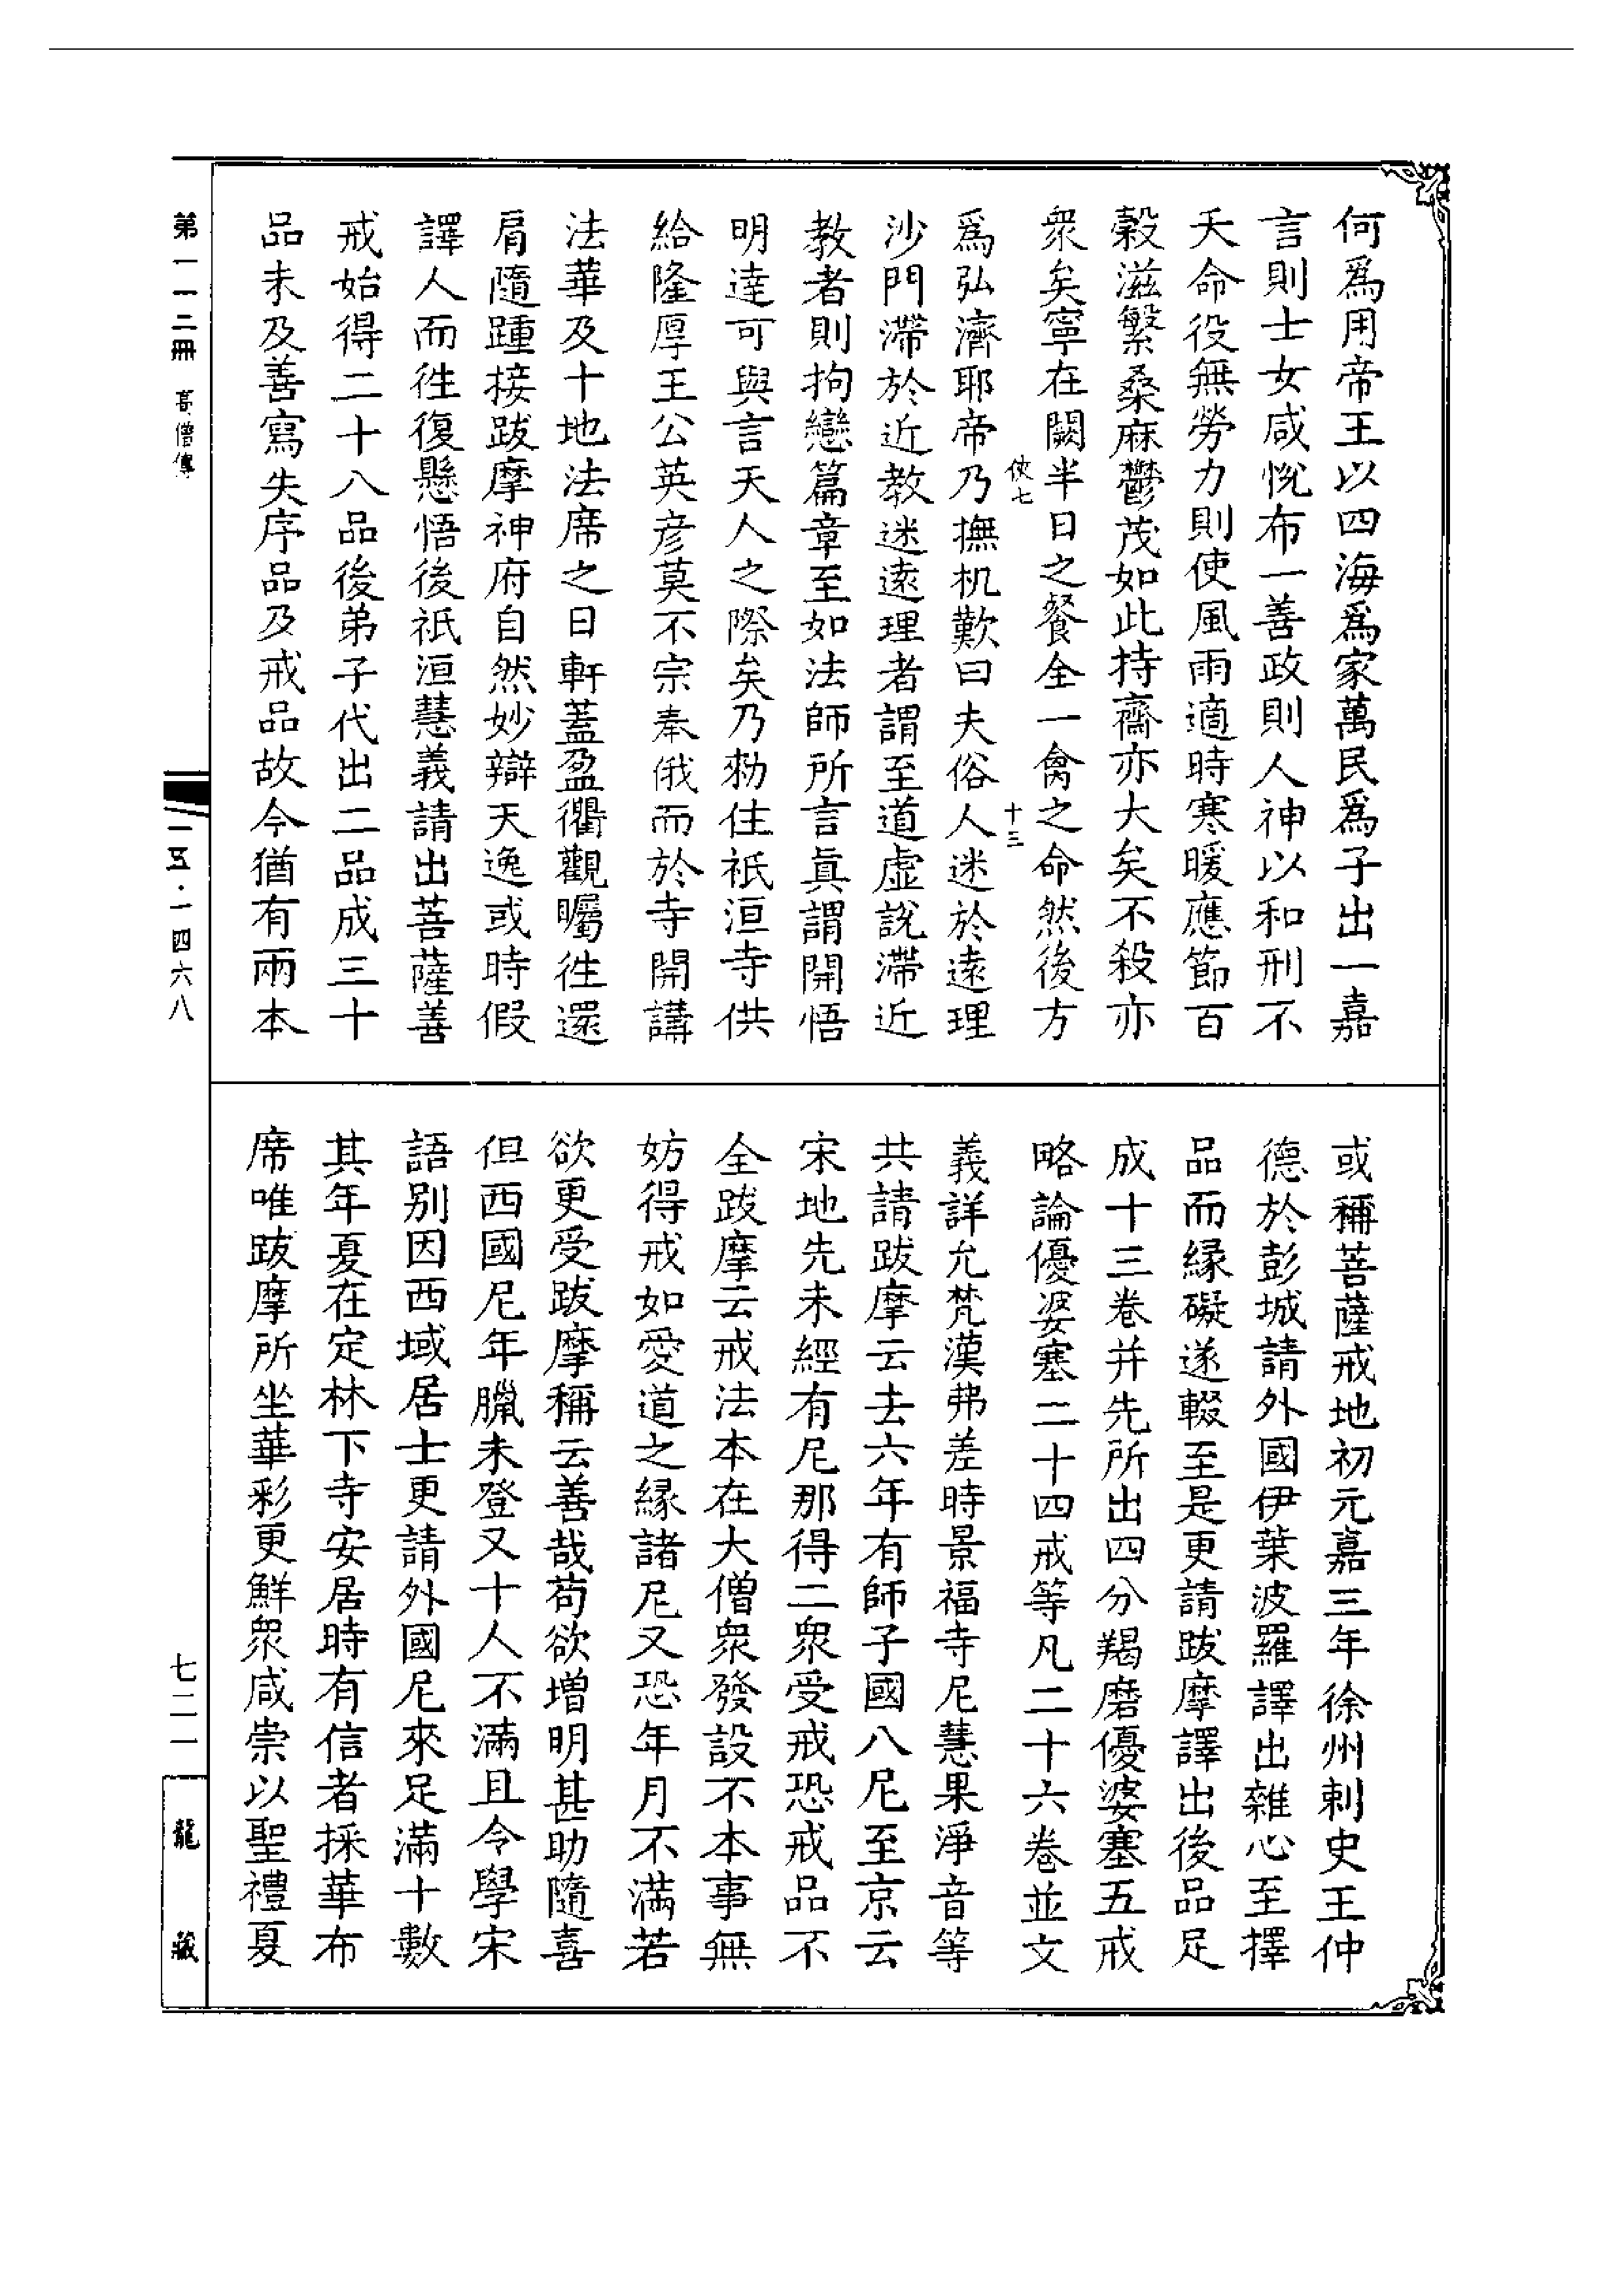 何爲用帝王以四海爲家萬民爲子出一嘉
言則士女咸悅布一善政則人神以和刑不
夭命役無勞力則使風雨適時寒暖應節百
穀滋繁桑麻鬱茂如此持齋亦大矣不殺亦
衆矣寧在闕半日之餐全一禽之命然後方
使七
十三
爲弘濟耶帝乃撫机歎曰夫俗人迷於遠理
沙門滯於近教迷遠理者謂至道虛說滯近
教者則拘戀篇章至如法師所言眞謂開悟
明達可與言天人之際矣乃勑住祇洹寺供
給隆厚王公英彦莫不宗奉俄而於寺開講
法華及十地法席之日軒蓋盈衢觀矚徃還
肩隨踵接跋摩神府自然妙辯天逸或時假
譯人而徃復懸悟後祇洹慧義請出菩薩善
戒始得二十八品後弟子代出二品成三十
品未及善寫失序品及戒品故今猶有兩本
或稱菩薩戒地初元嘉三年徐州刺史王仲
德於彭城請外國伊葉波羅譯出雜心至擇
品而縁礙遂輟至是更請跋摩譯出後品足
成十三卷并先所出四分羯磨優婆塞五戒
略論優婆塞二十四戒等凡二十六卷並文
義詳允梵漢弗差時景福寺尼慧果淨音等
共請跋摩云去六年有師子國八尼至京云
宋地先未經有尼那得二衆受戒恐戒品不
全跋摩云戒法本在大僧衆發設不本事無
妨得戒如愛道之緣諸尼又恐年月不滿若
欲更受跋摩稱云善哉苟欲增明甚助隨喜
但西國尼年臘未登又十人不滿且令學宋
語別因西域居士更請外國尼來足滿十數
其年夏在定林下寺安居時有信者採華布
席唯跋摩所坐華彩更鮮衆咸崇以聖禮夏
第一一二冊 高僧傳
一五·一四六八
七二一
龍藏